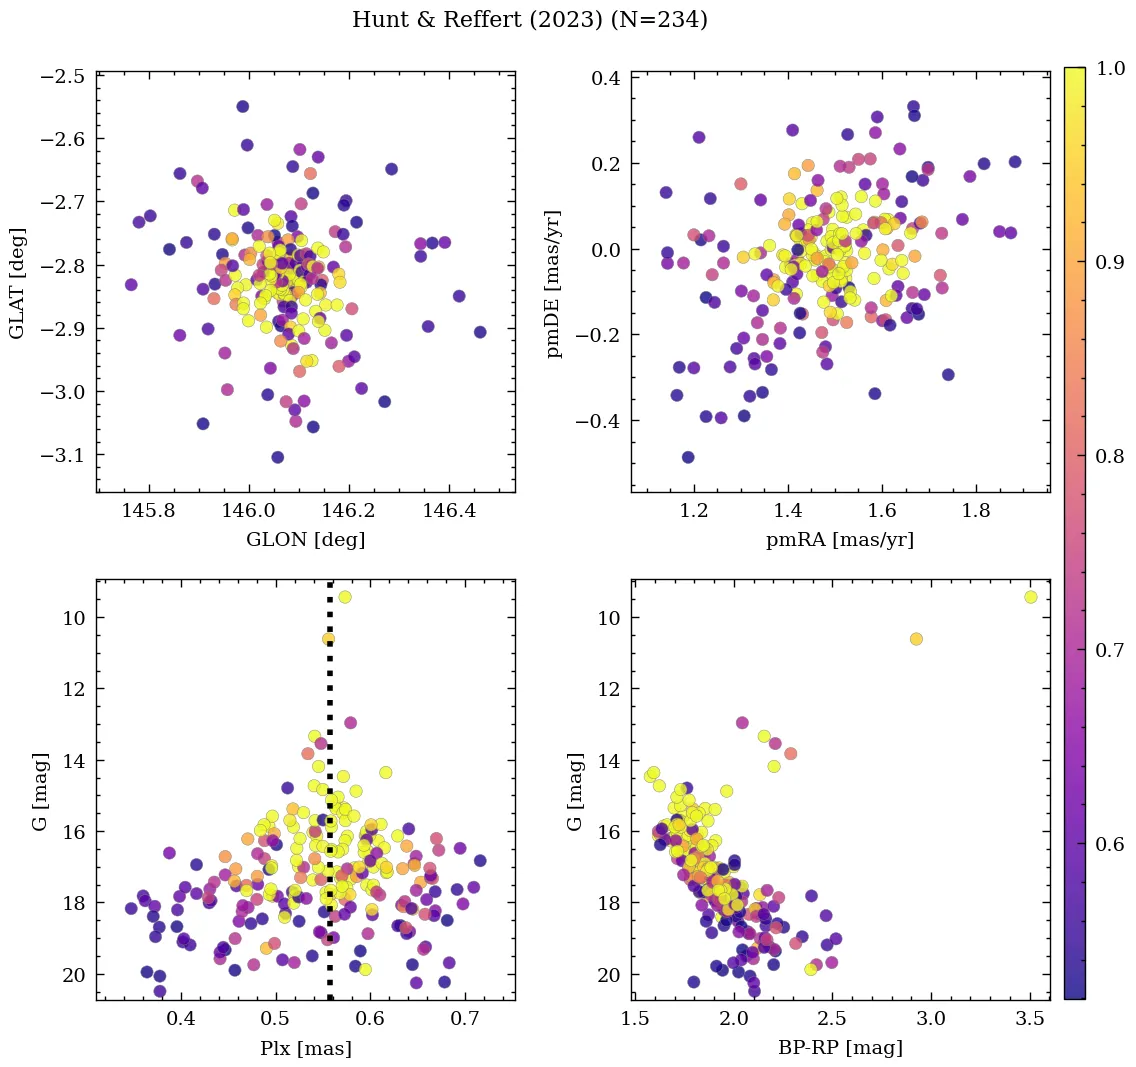 Hunt & Reffert (2023) (N=234)
−2.5
−2.6
−2.7
−2.8
−2.9
−3.0
−3.1
GLAT [deg]
145.8 146.0 146.2 146.4
GLON [deg]
0.4
0.2
0.0
−0.2
−0.4
pmDE [mas/yr]
1.2 1.4 1.6 1.8
pmRA [mas/yr]
10
12
14
16
18
20
G [mag]
0.4 0.5 0.6 0.7
Plx [mas]
10
12
14
16
18
20
G [mag]
1.5 2.0 2.5 3.0 3.5
BP-RP [mag]
1.0
0.9
0.8
0.7
0.6